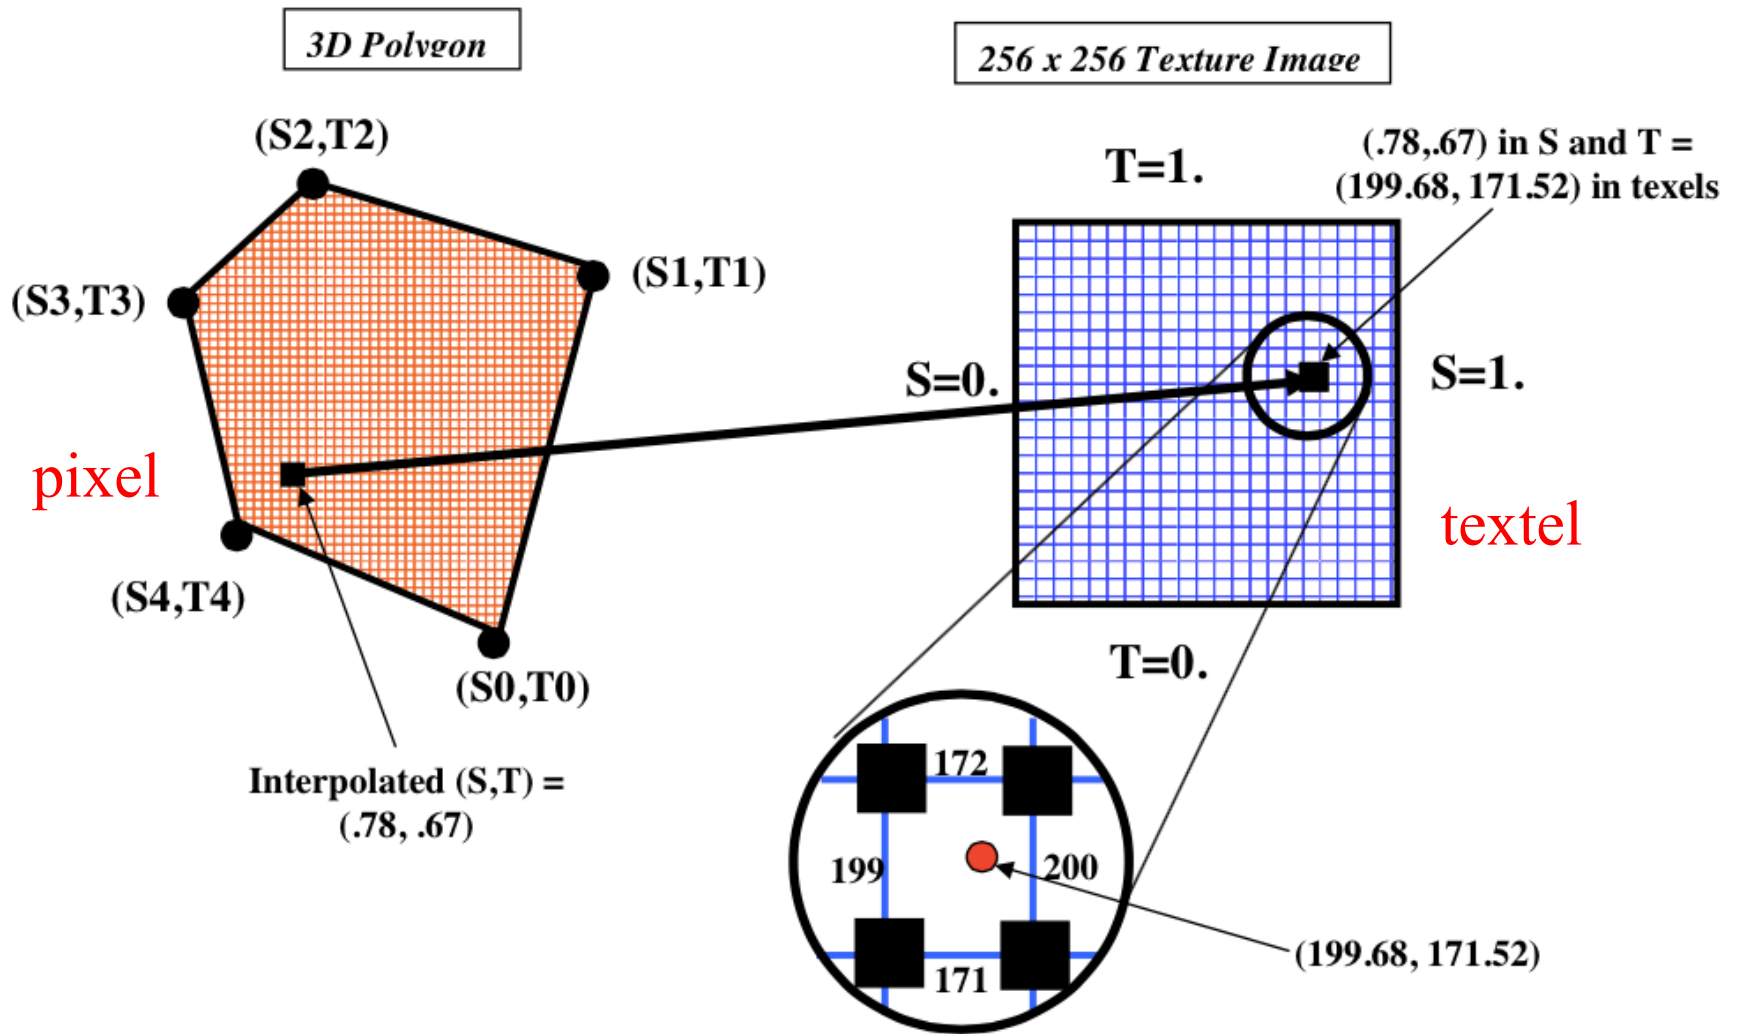 3D Polygon
256 x 256 Texture Image
(S2,T2)
(.78,.67) in S and T =
(199.68, 171.52) in texels
T=1.
(S1,T1)
(S3,T3)
S=0.
S=1.
pixel
textel
(S4,T4)
T=0.
(S0,T0)
Interpolated (S,T) =
(.78, .67)
172
199
200
171
(199.68, 171.52)